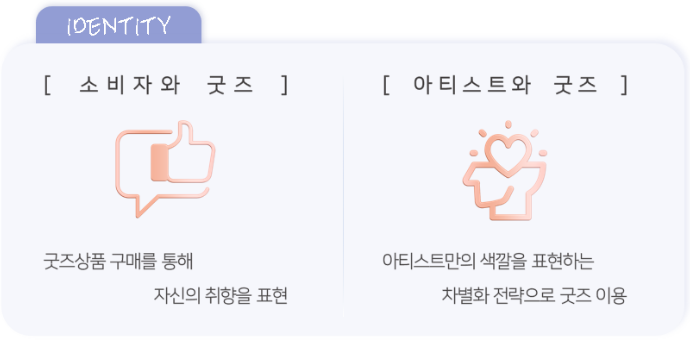 IDENTITY
[ 소비자와 굿즈 ]
굿즈상품 구매를 통해
자신의 취향을 표현
[ 아티스트와 굿즈 ]
아티스트만의 색깔을 표현하는
차별화 전략으로 굿즈 이용